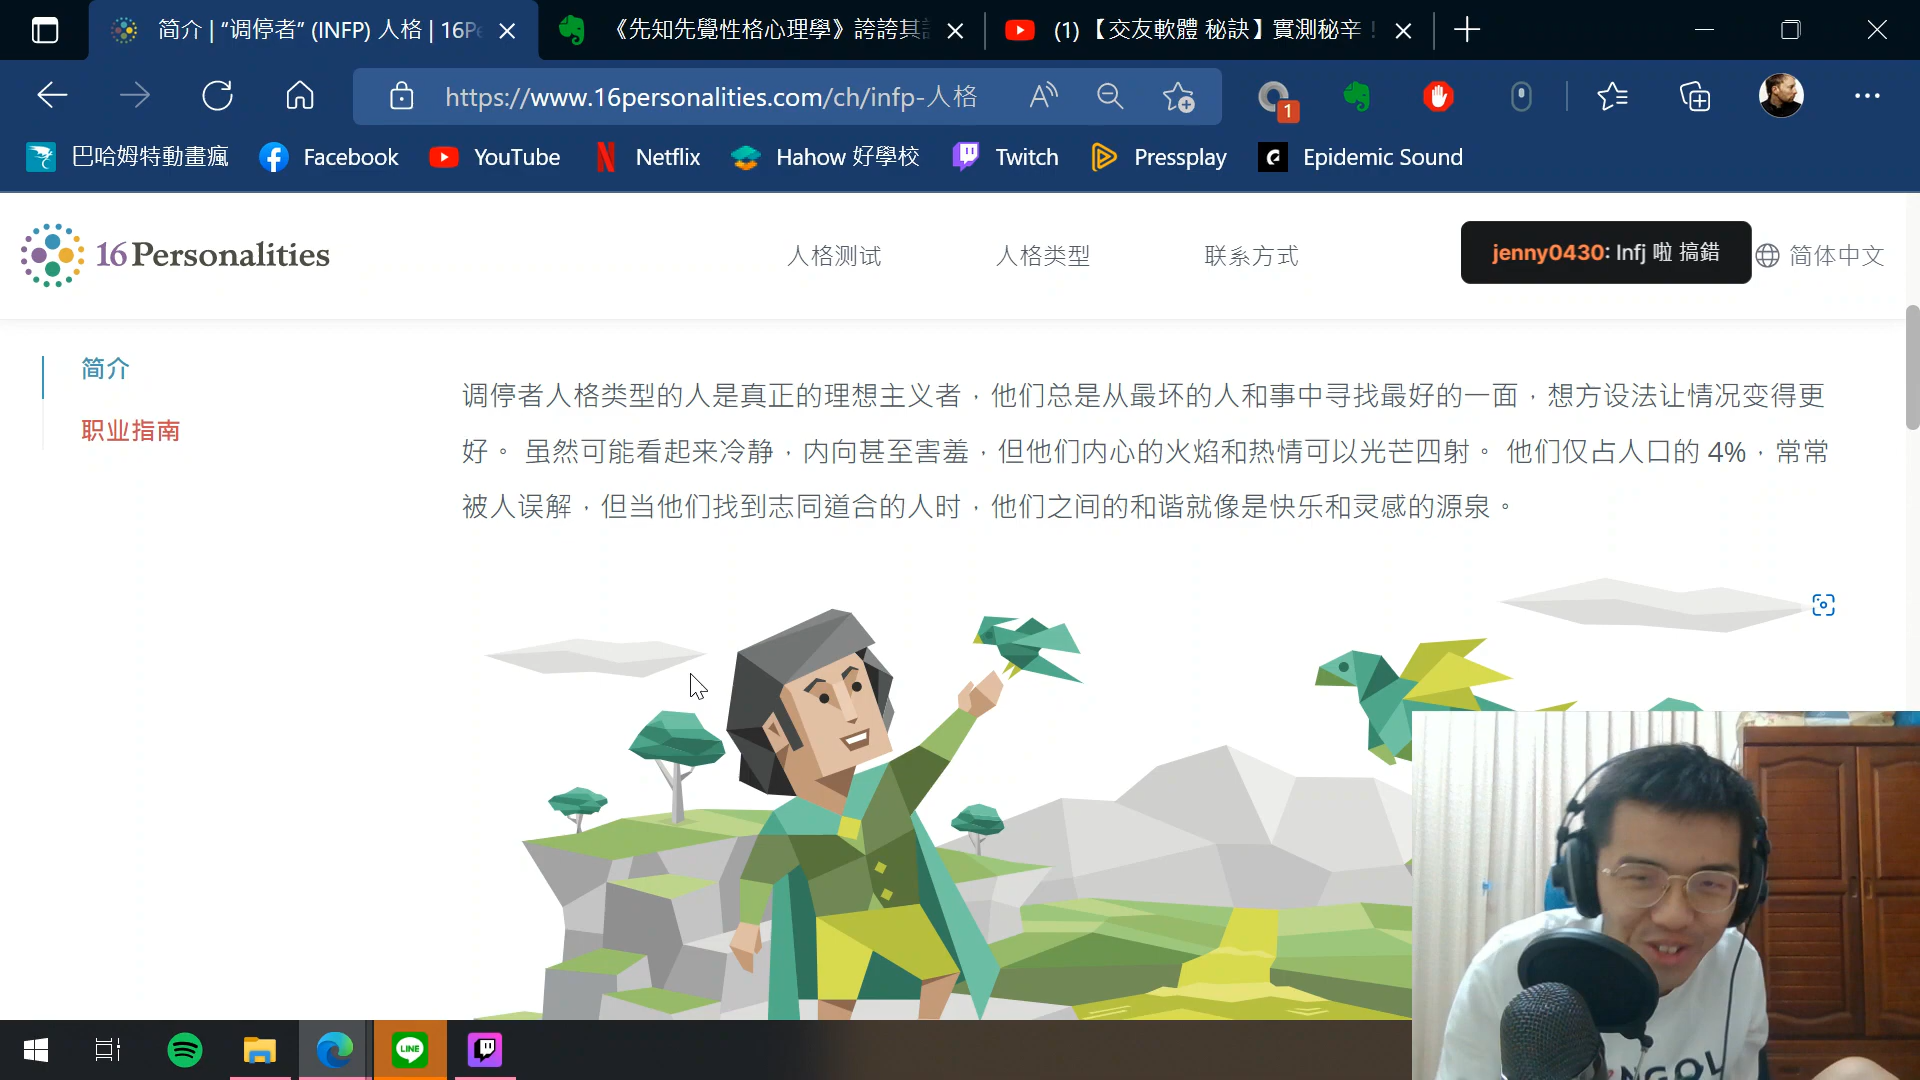 简介 | “调停者” (INFP) 人格 | 16Pe
《先知先覺性格心理學》誇誇其
(1) 【交友軟體 秘訣】實測秘辛！
https://www.16personalities.com/ch/infp-人格
1
巴哈姆特動畫瘋
Facebook
YouTube
Netflix
Hahow 好學校
Twitch
Pressplay
Epidemic Sound
16Personalities
人格测试
人格类型
联系方式
jenny0430: Infj 啦 搞錯
简体中文
简介
职业指南
调停者人格类型的人是真正的理想主义者，他们总是从最坏的人和事中寻找最好的一面，想方设法让情况变得更
好。 虽然可能看起来冷静，内向甚至害羞，但他们内心的火焰和热情可以光芒四射。 他们仅占人口的 4%，常常
被人误解，但当他们找到志同道合的人时，他们之间的和谐就像是快乐和灵感的源泉。
LINE